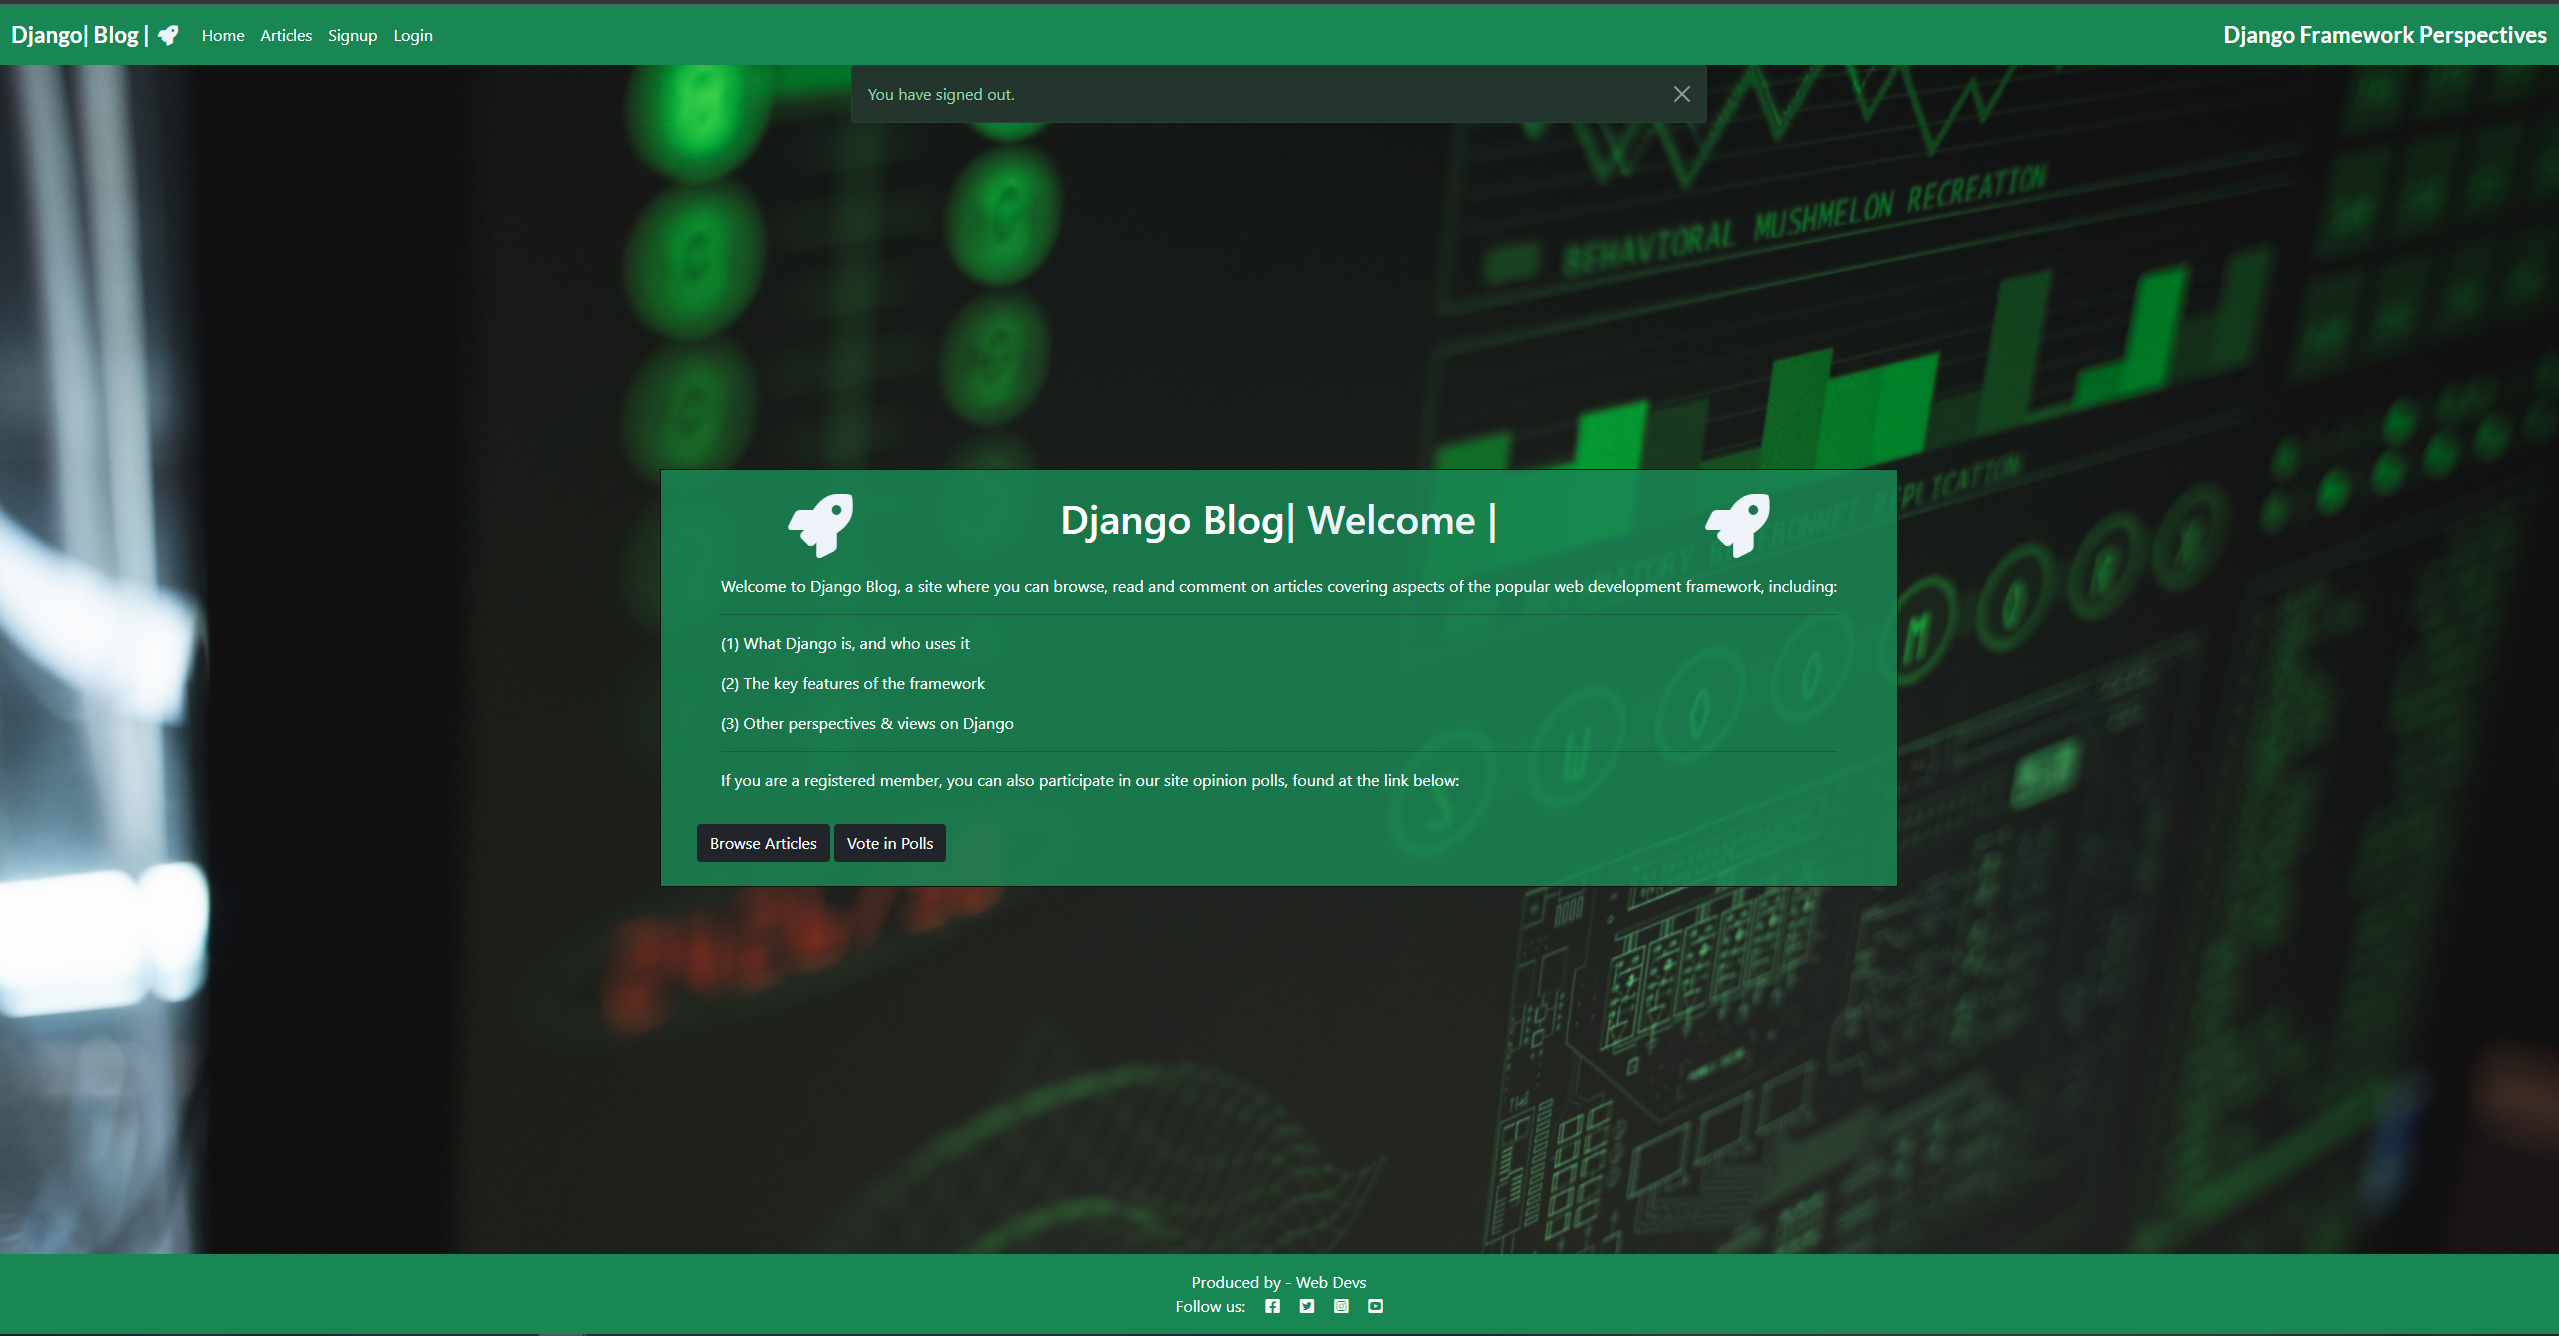 Django| Blog |
Home Articles Signup Login
Django Framework Perspectives
You have signed out.
BEHAVIORAL MUSHMELON RECREATION
Django Blog| Welcome |
Welcome to Django Blog, a site where you can browse, read and comment on articles covering aspects of the popular web development framework, including:
(1) What Django is, and who uses it
(2) The key features of the framework
(3) Other perspectives & views on Django
If you are a registered member, you can also participate in our site opinion polls, found at the link below:
Browse Articles Vote in Polls
Produced by - Web Devs
Follow us: